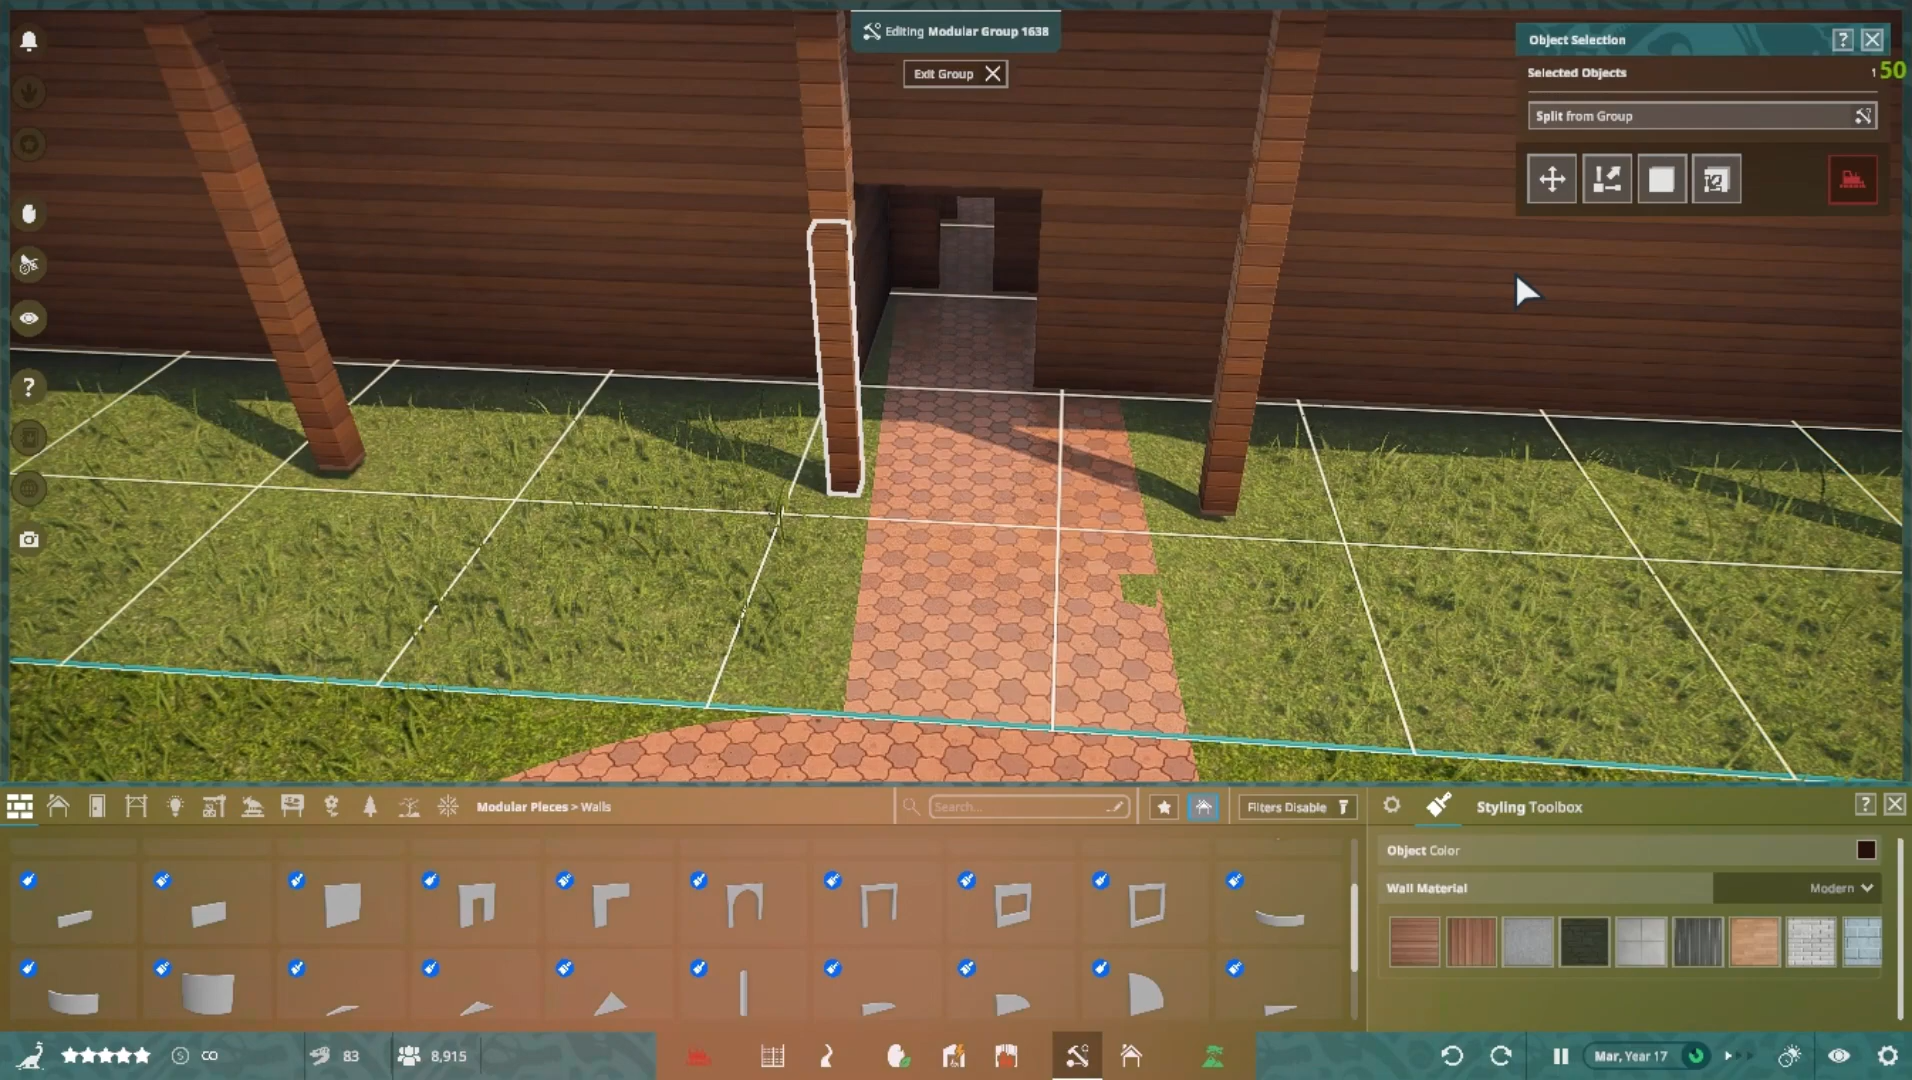 Editing Modular Group 1638
Exit Group
Object Selection
?
Selected Objects
1
50
Split from Group
?
Modular Pieces > Walls
Search...
Filters Disable
Styling Toolbox
?
Object Color
Wall Material
Modern
83
8,915
Mar, Year 17